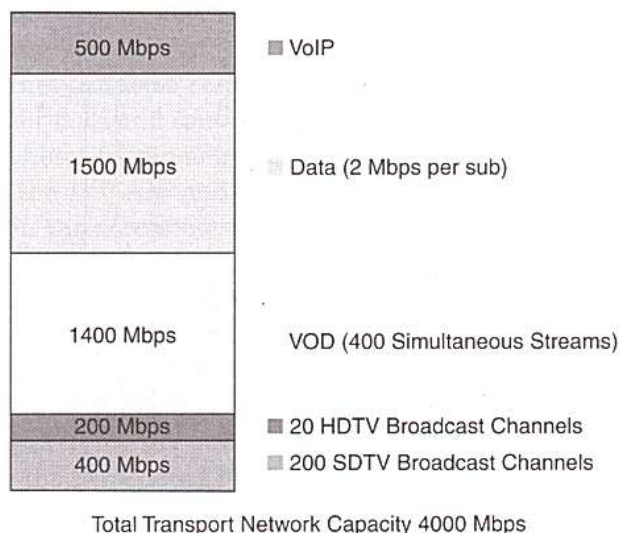 500 Mbps VoIP
1500 Mbps Data (2 Mbps per sub)
1400 Mbps VOD (400 Simultaneous Streams)
200 Mbps 20 HDTV Broadcast Channels
400 Mbps 200 SDTV Broadcast Channels
Total Transport Network Capacity 4000 Mbps